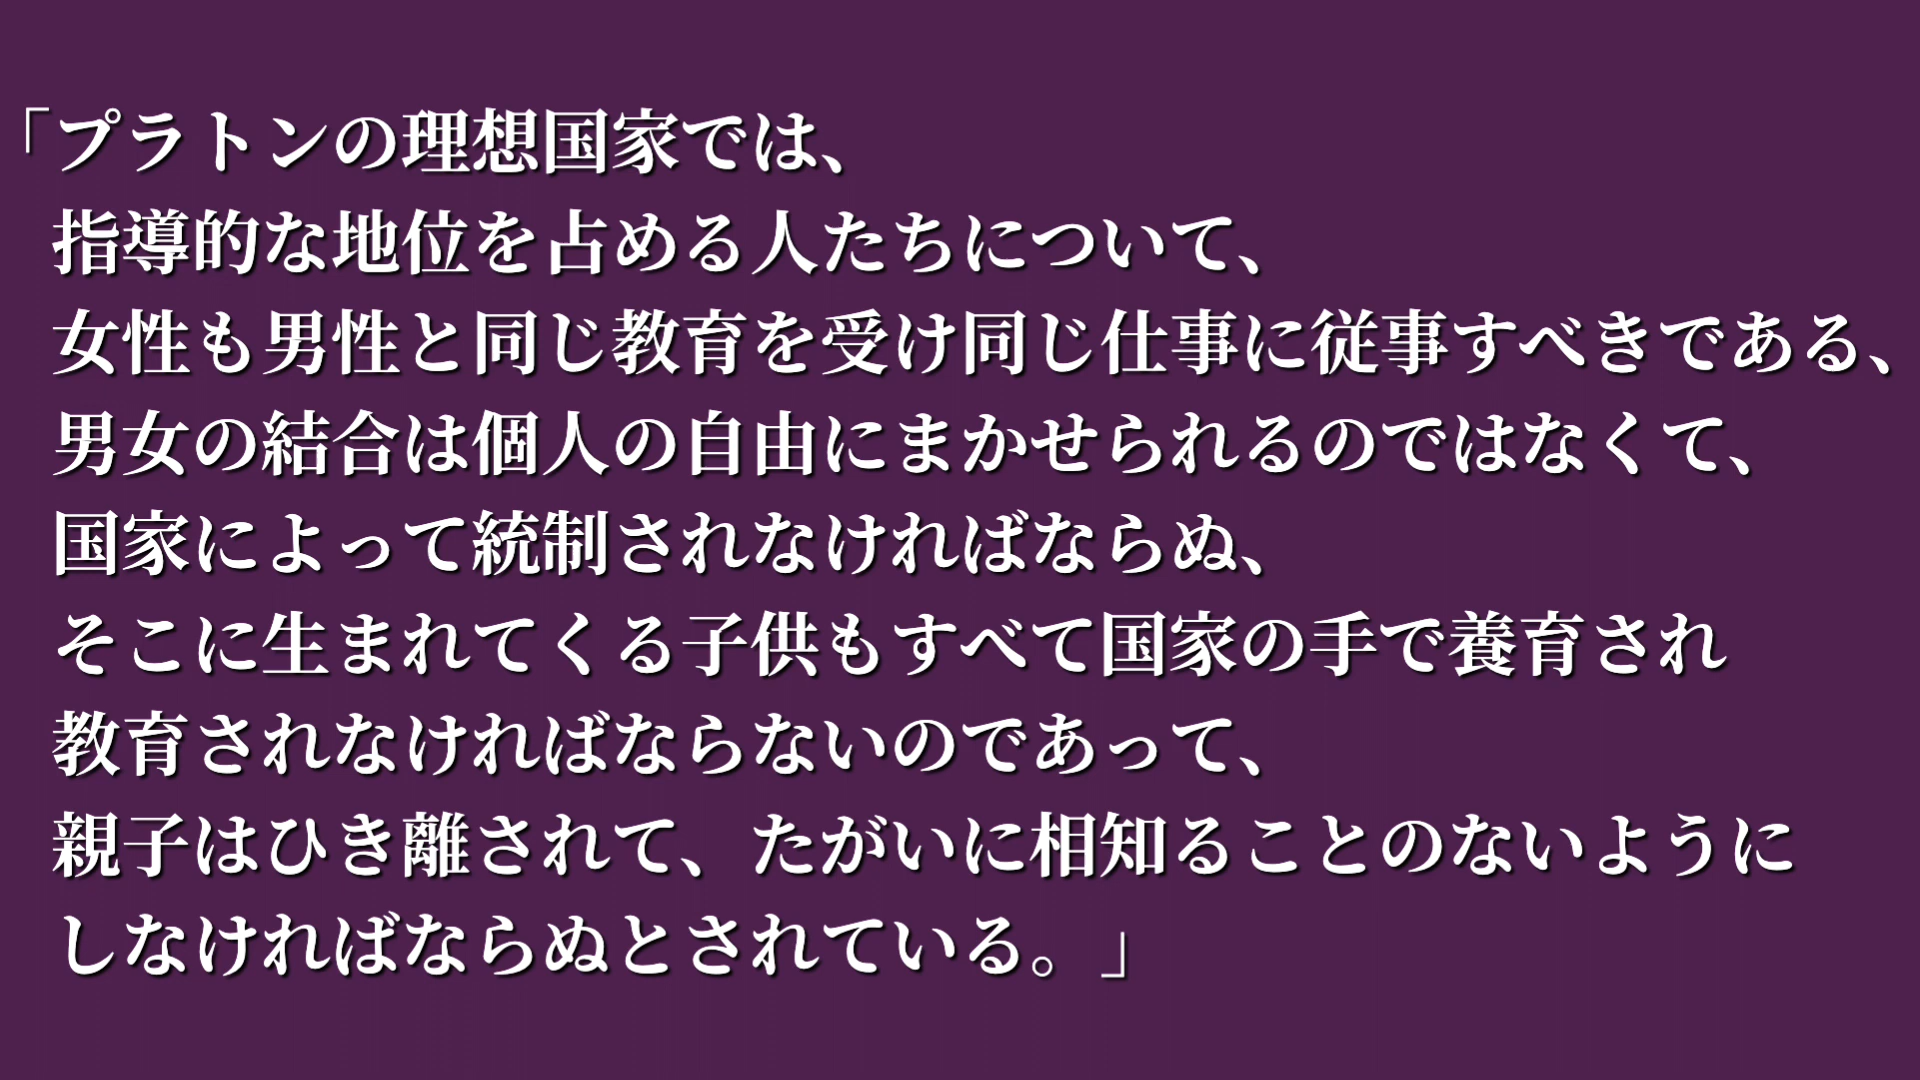 「プラトンの理想国家では、
指導的な地位を占める人たちについて、
女性も男性と同じ教育を受け同じ仕事に従事すべきである、
男女の結合は個人の自由にまかせられるのではなくて、
国家によって統制されなければならぬ、
そこに生まれてくる子供もすべて国家の手で養育され
教育されなければならないのであって、
親子はひき離されて、たがいに相知ることのないように
しなければならぬとされている。」